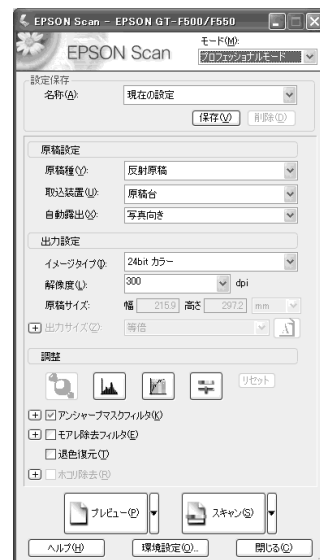 EPSON Scan - EPSON GT-F500/F550
EPSON Scan
モード(M):
プロフェッショナルモード
設定保存
名称(A): 現在の設定
保存(V) 削除(D)
原稿設定
原稿種(Y): 反射原稿
取込装置(U): 原稿台
自動露出(X): 写真向き
出力設定
イメージタイプ(I): 24bit カラー
解像度(L): 300 dpi
原稿サイズ: 幅 215.9 高さ 297.2 mm
出力サイズ(Z): 等倍
調整
リセット
アンシャープマスクフィルタ(K)
モアレ除去フィルタ(E)
退色復元(T)
ホコリ除去(R)
プレビュー(P) スキャン(S)
ヘルプ(H) 環境設定(O)... 閉じる(C)